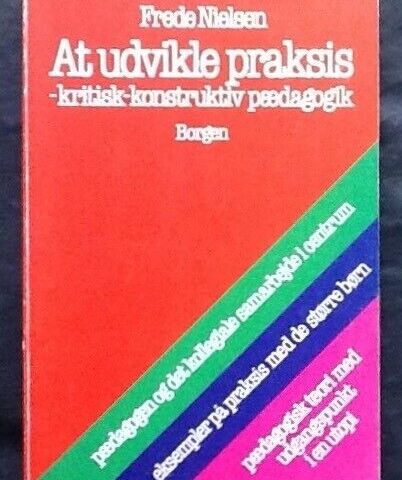 Frede Nielsen
At udvikle praksis
-kritisk-konstruktiv pædagogik
Borgen
pædagogen og det kollegiale samarbejde i centrum
eksempler på praksis med de større børn
pædagogisk teori med
udgangspunkt
i en utopi